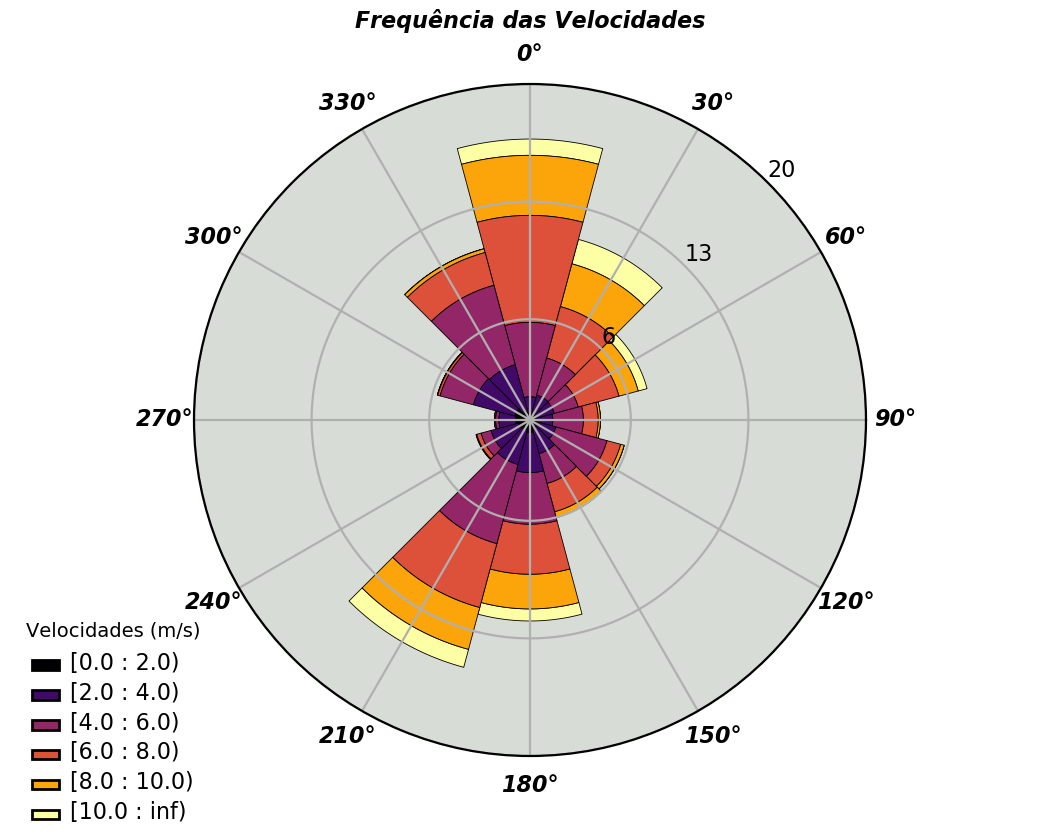 Frequência das Velocidades
0°
330°
30°
20
300°
60°
13
6
270°
90°
240°
120°
210°
150°
180°
Velocidades (m/s)
[0.0 : 2.0)
[2.0 : 4.0)
[4.0 : 6.0)
[6.0 : 8.0)
[8.0 : 10.0)
[10.0 : inf)